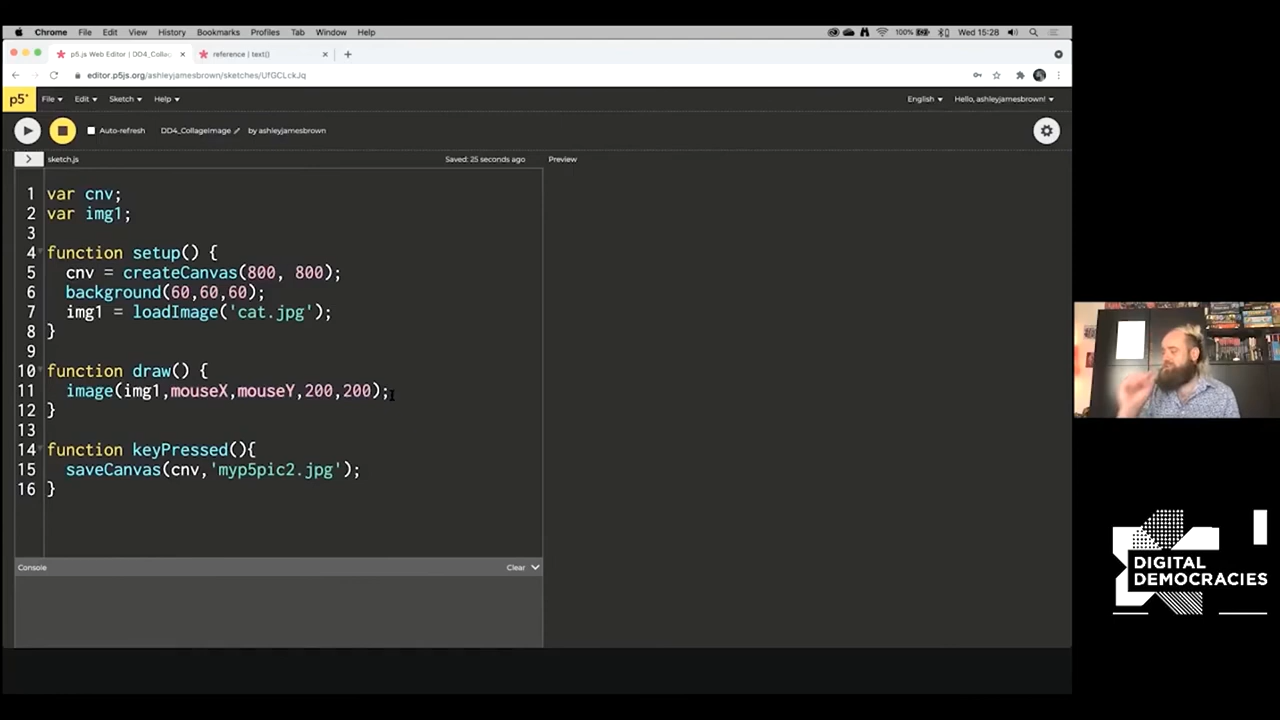 Chrome File Edit View History Bookmarks Profiles Tab Window Help 100% Wed 15:28
p5.js Web Editor | DD4_Colla × reference | text() × +
editor.p5js.org/ashleyjamesbrown/sketches/UfGCLckJq
p5* File Edit Sketch Help English Hello, ashleyjamesbrown!
Auto-refresh DD4_CollageImage by ashleyjamesbrown
> sketch.js Saved: 25 seconds ago Preview
1 var cnv;
2 var img1;
3
4 function setup() {
5 cnv = createCanvas(800, 800);
6 background(60,60,60);
7 img1 = loadImage('cat.jpg');
8 }
9
10 function draw() {
11 image(img1,mouseX,mouseY,200,200);
12 }
13
14 function keyPressed(){
15 saveCanvas(cnv,'myp5pic2.jpg');
16 }
Console Clear
DIGITAL
DEMOCRACIES